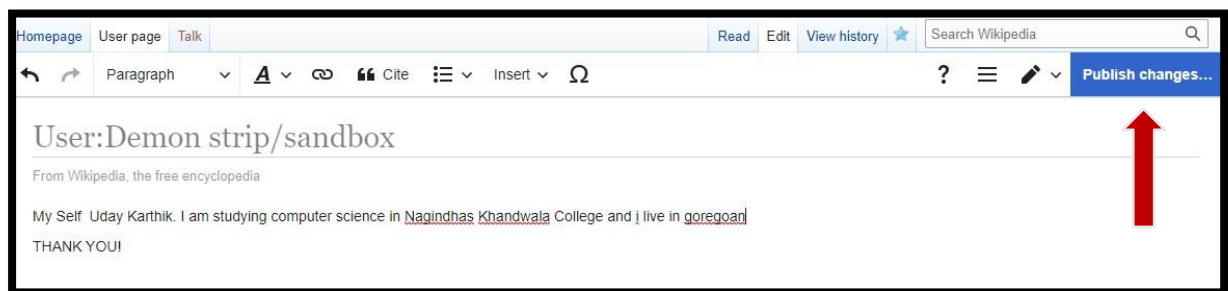 Homepage User page Talk Read Edit View history Search Wikipedia
Paragraph A Cite Insert Ω ? Publish changes...
User:Demon strip/sandbox
From Wikipedia, the free encyclopedia
My Self Uday Karthik. I am studying computer science in Nagindhas Khandwala College and i live in goregoan
THANK YOU!